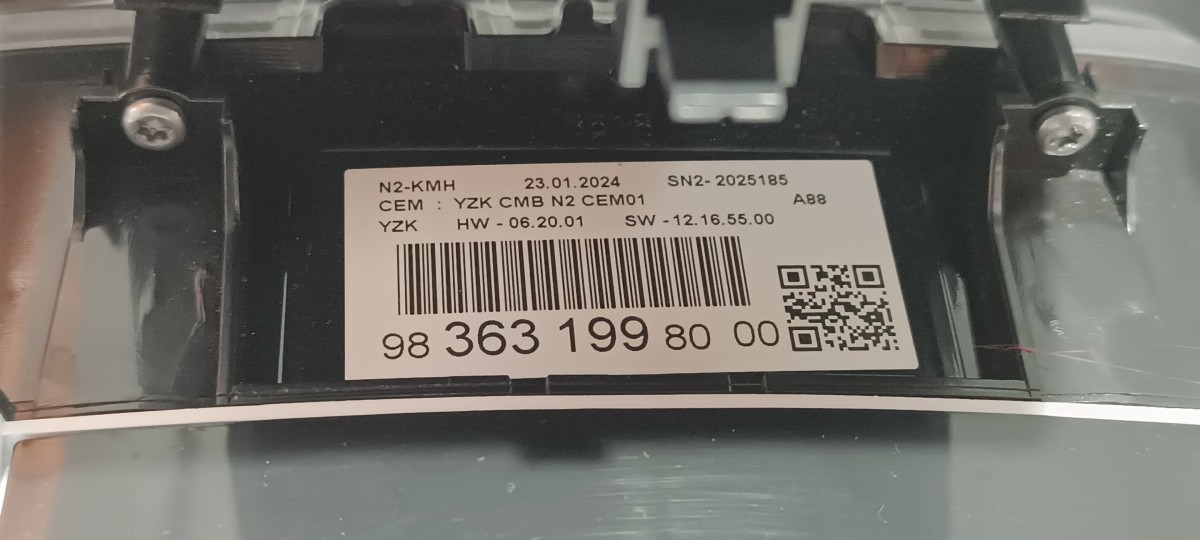 N2-KMH 23.01.2024 SN2-2025185
CEM : YZK CMB N2 CEM01 A88
YZK HW - 06.20.01 SW -12.16.55.00
98 363 199 80 00